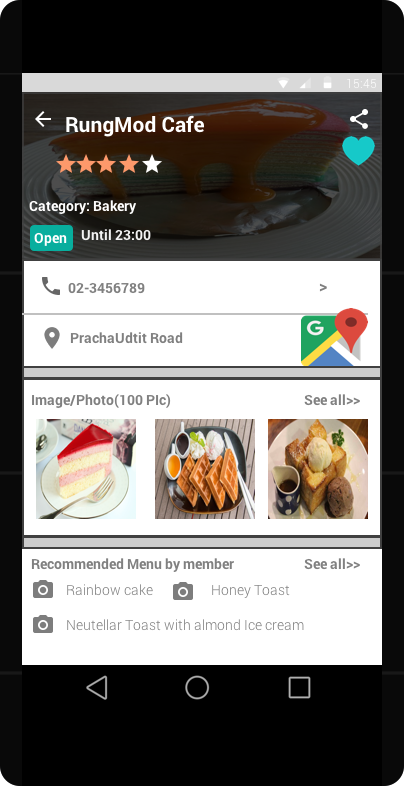 15:45
RungMod Cafe
Category: Bakery
Open Until 23:00
02-3456789 >
PrachaUdtit Road
G
Image/Photo(100 PIc) See all>>
Recommended Menu by member See all>>
Rainbow cake Honey Toast
Neutellar Toast with almond Ice cream